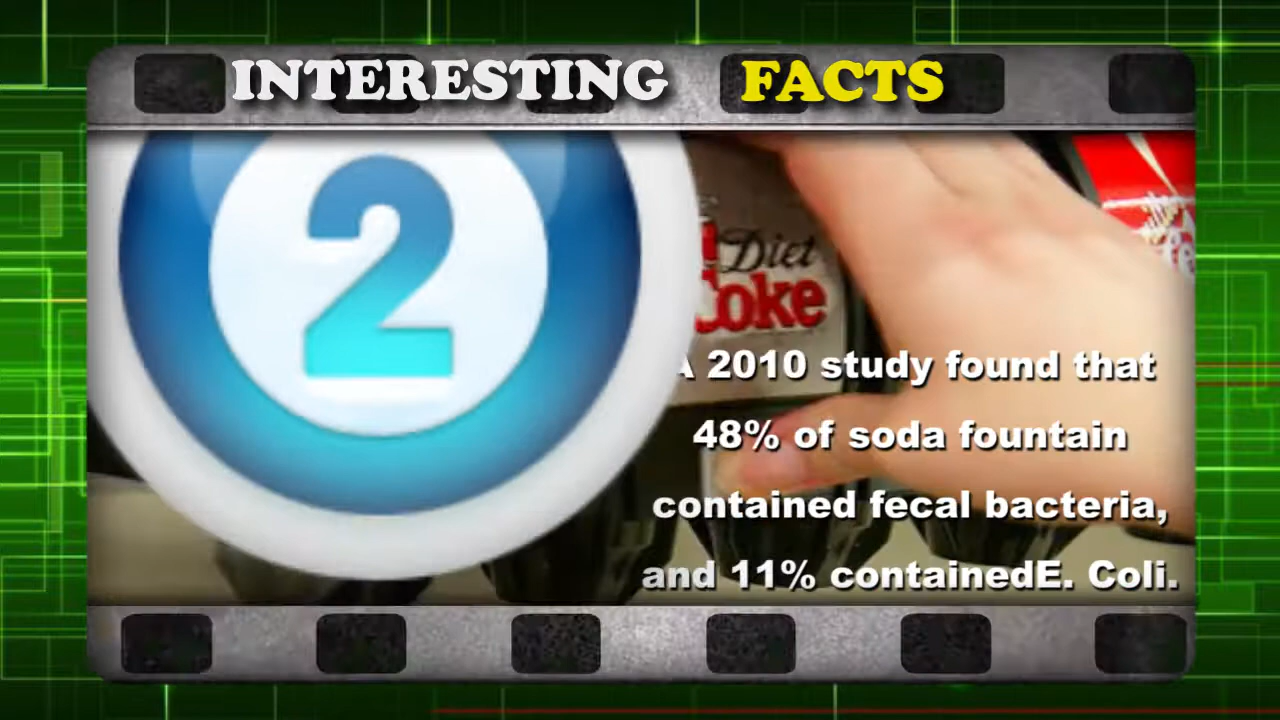 INTERESTING FACTS
2
Diet
Coke
A 2010 study found that
48% of soda fountain
contained fecal bacteria,
and 11% containedE. Coli.